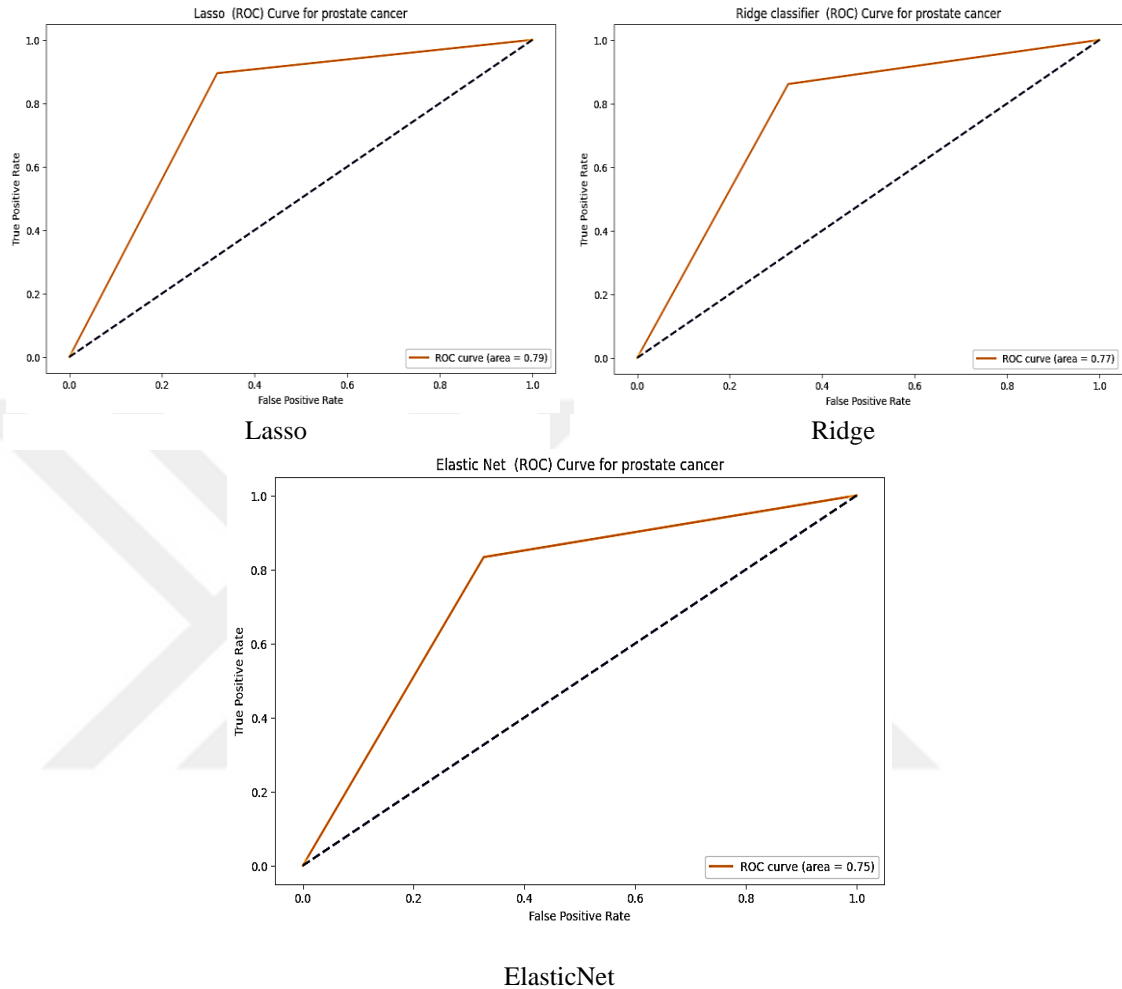 Lasso (ROC) Curve for prostate cancer
1.0
0.8
0.6
0.4
0.2
0.0
True Positive Rate
0.0 0.2 0.4 0.6 0.8 1.0
False Positive Rate
ROC curve (area = 0.79)
Lasso
Ridge classifier (ROC) Curve for prostate cancer
1.0
0.8
0.6
0.4
0.2
0.0
True Positive Rate
0.0 0.2 0.4 0.6 0.8 1.0
False Positive Rate
ROC curve (area = 0.77)
Ridge
Elastic Net (ROC) Curve for prostate cancer
1.0
0.8
0.6
0.4
0.2
0.0
True Positive Rate
0.0 0.2 0.4 0.6 0.8 1.0
False Positive Rate
ROC curve (area = 0.75)
ElasticNet